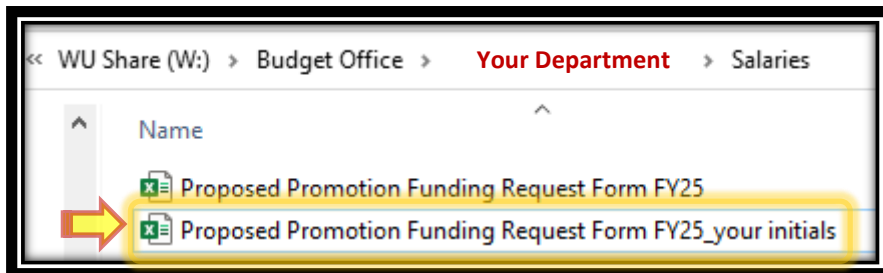 « WU Share (W:) > Budget Office > Your Department > Salaries
Name
Proposed Promotion Funding Request Form FY25
Proposed Promotion Funding Request Form FY25_your initials